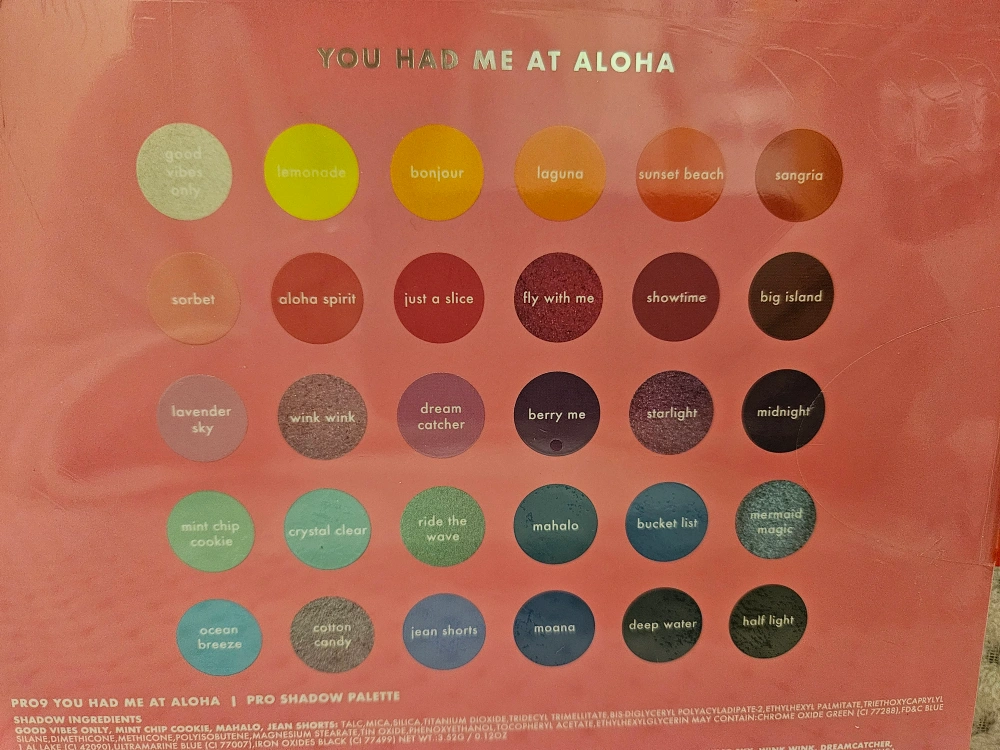 YOU HAD ME AT ALOHA
good vibes only
lemonade
bonjour
laguna
sunset beach
sangria
sorbet
aloha spirit
just a slice
fly with me
showtime
big island
lavender sky
wink wink
dream catcher
berry me
starlight
midnight
mint chip cookie
crystal clear
ride the wave
mahalo
bucket list
mermaid magic
ocean breeze
cotton candy
jean shorts
moana
deep water
half light
PRO9 YOU HAD ME AT ALOHA | PRO SHADOW PALETTE
SHADOW INGREDIENTS
GOOD VIBES ONLY, MINT CHIP COOKIE, MAHALO, JEAN SHORTS: TALC,MICA,SILICA,TITANIUM DIOXIDE,TRIDECYL TRIMELLITATE,BIS-DIGLYCERYL POLYACYLADIPATE-2,ETHYLHEXYL PALMITATE,TRIETHOXYCAPRYLYL
SILANE,DIMETHICONE,METHICONE,POLYISOBUTENE,MAGNESIUM STEARATE,TIN OXIDE,PHENOXYETHANOL,TOCOPHERYL ACETATE,ETHYLHEXYLGLYCERIN MAY CONTAIN:CHROME OXIDE GREEN (CI 77288),FD&C BLUE
1 AL LAKE (CI 42090),ULTRAMARINE BLUE (CI 77007),IRON OXIDES BLACK (CI 77499) NET WT .3.52G / 0.12OZ
WINK WINK, DREAMCATCHER,